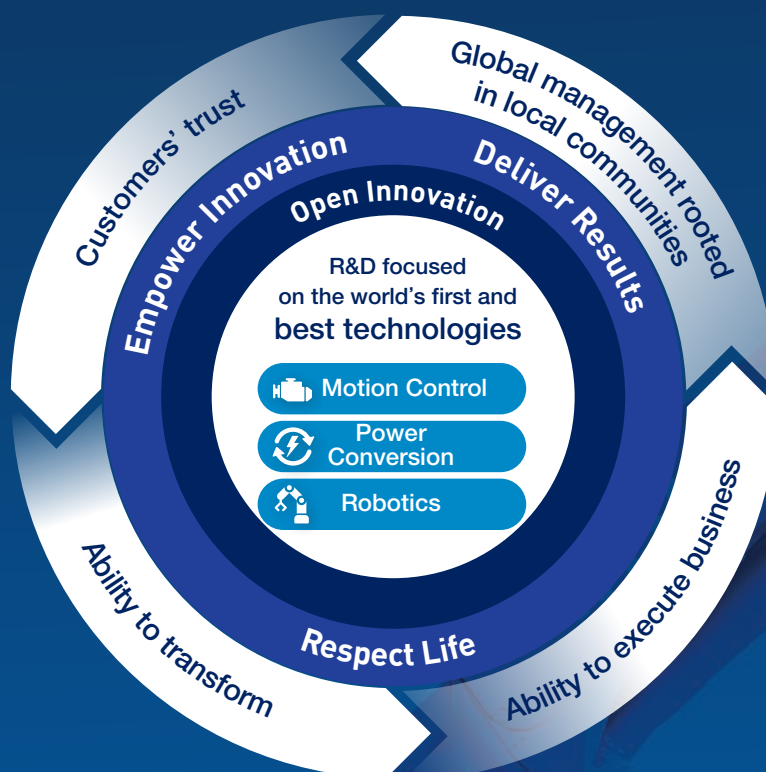 Customers' trust
Global management rooted
in local communities
Empower Innovation
Deliver Results
Open Innovation
R&D focused
on the world's first and
best technologies
Motion Control
Power
Conversion
Robotics
Respect Life
Ability to transform
Ability to execute business